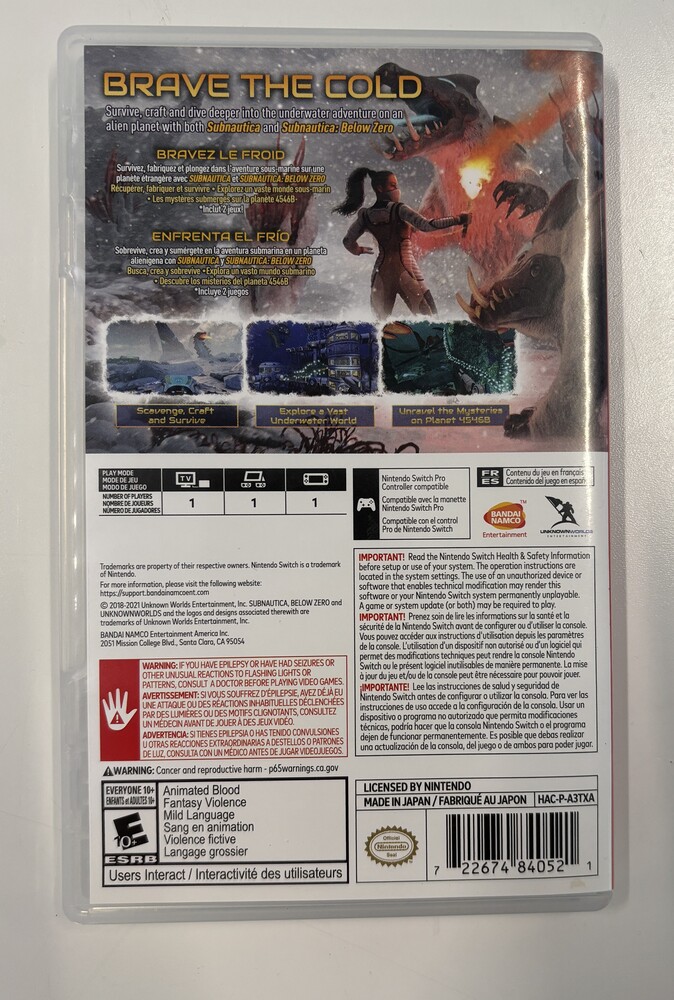 BRAVE THE COLD
Survive, craft and dive deeper into the underwater adventure on an
alien planet with both Subnautica and Subnautica: Below Zero
BRAVEZ LE FROID
Survivez, fabriquez et plongez dans l'aventure sous-marine sur une
planète étrangère avec SUBNAUTICA et SUBNAUTICA: BELOW ZERO
Récupérer, fabriquer et survivre • Explorez un vaste monde sous-marin
• Les mystères submergés sur la planète 4546B•
*Inclut 2 jeux!
ENFRENTA EL FRÍO
Sobrevive, crea y sumérgete en la aventura submarina en un planeta
alienígena con SUBNAUTICA y SUBNAUTICA: BELOW ZERO
Busca, crea y sobrevive •Explora un vasto mundo submarino
• Descubre los misterios del planeta 4546B
*Incluye 2 juegos
Scavenge, Craft
and Survive
Explore a Vast
Underwater World
Unravel the Mysteries
on Planet 4546B
PLAY MODE
MODE DE JEU
MODO DE JUEGO
TV
NUMBER OF PLAYERS
NOMBRE DE JOUEURS
NÚMERO DE JUGADORES
1
1
1
Nintendo Switch Pro
Controller compatible
Compatible avec la manette
Nintendo Switch Pro
Compatible con el control
Pro de Nintendo Switch
FR
ES
Contenu du jeu en français
Contenido del juego en español
BANDAI
NAMCO
Entertainment
UNKNOWNWORLDS
ENTERTAINMENT
Trademarks are property of their respective owners. Nintendo Switch is a trademark
of Nintendo.
For more information, please visit the following website:
https://support.bandainamcoent.com
© 2018-2021 Unknown Worlds Entertainment, Inc. SUBNAUTICA, BELOW ZERO and
UNKNOWNWORLDS and the logos and designs associated therewith are
trademarks of Unknown Worlds Entertainment, Inc.
BANDAI NAMCO Entertainment America Inc.
2051 Mission College Blvd., Santa Clara, CA 95054
WARNING: IF YOU HAVE EPILEPSY OR HAVE HAD SEIZURES OR
OTHER UNUSUAL REACTIONS TO FLASHING LIGHTS OR
PATTERNS, CONSULT A DOCTOR BEFORE PLAYING VIDEO GAMES.
AVERTISSEMENT: SI VOUS SOUFFREZ D'ÉPILEPSIE, AVEZ DÉJÀ EU
UNE ATTAQUE OU DES RÉACTIONS INHABITUELLES DÉCLENCHÉES
PAR DES LUMIÈRES OU DES MOTIFS CLIGNOTANTS, CONSULTEZ
UN MÉDECIN AVANT DE JOUER À DES JEUX VIDÉO.
ADVERTENCIA: SI TIENES EPILEPSIA O HAS TENIDO CONVULSIONES
U OTRAS REACCIONES EXTRAORDINARIAS A DESTELLOS O PATRONES
DE LUZ, CONSULTA CON UN MÉDICO ANTES DE JUGAR VIDEOJUEGOS.
WARNING: Cancer and reproductive harm - p65warnings.ca.gov
IMPORTANT! Read the Nintendo Switch Health & Safety Information
before setup or use of your system. The operation instructions are
located in the system settings. The use of an unauthorized device or
software that enables technical modification may render this
software or your Nintendo Switch system permanently unplayable.
A game or system update (or both) may be required to play.
IMPORTANT! Prenez soin de lire les informations sur la santé et la
sécurité de la Nintendo Switch avant de configurer ou d'utiliser la console.
Vous pouvez accéder aux instructions d'utilisation depuis les paramètres
de la console. L'utilisation d'un dispositif non autorisé ou d'un logiciel qui
permet des modifications techniques peut rendre la console Nintendo
Switch ou le présent logiciel inutilisables de manière permanente. La mise
à jour du jeu et/ou de la console peut être nécessaire pour pouvoir jouer.
¡IMPORTANTE! Lee las instrucciones de salud y seguridad de
Nintendo Switch antes de configurar o utilizar la consola. Para ver las
instrucciones de uso accede a la configuración de la consola. Usar un
dispositivo o programa no autorizado que permita modificaciones
técnicas, podría hacer que la consola Nintendo Switch o el programa
dejen de funcionar permanentemente. Es posible que debas realizar
una actualización de la consola, del juego o de ambos para poder jugar.
EVERYONE 10+
ENFANTS et ADULTES 10+
E
10+
ESRB
Animated Blood
Fantasy Violence
Mild Language
Sang en animation
Violence fictive
Langage grossier
Users Interact / Interactivité des utilisateurs
LICENSED BY NINTENDO
MADE IN JAPAN / FABRIQUÉ AU JAPON
HAC-P-A3TXA
Official
Nintendo
Seal
7 22674 84052 1